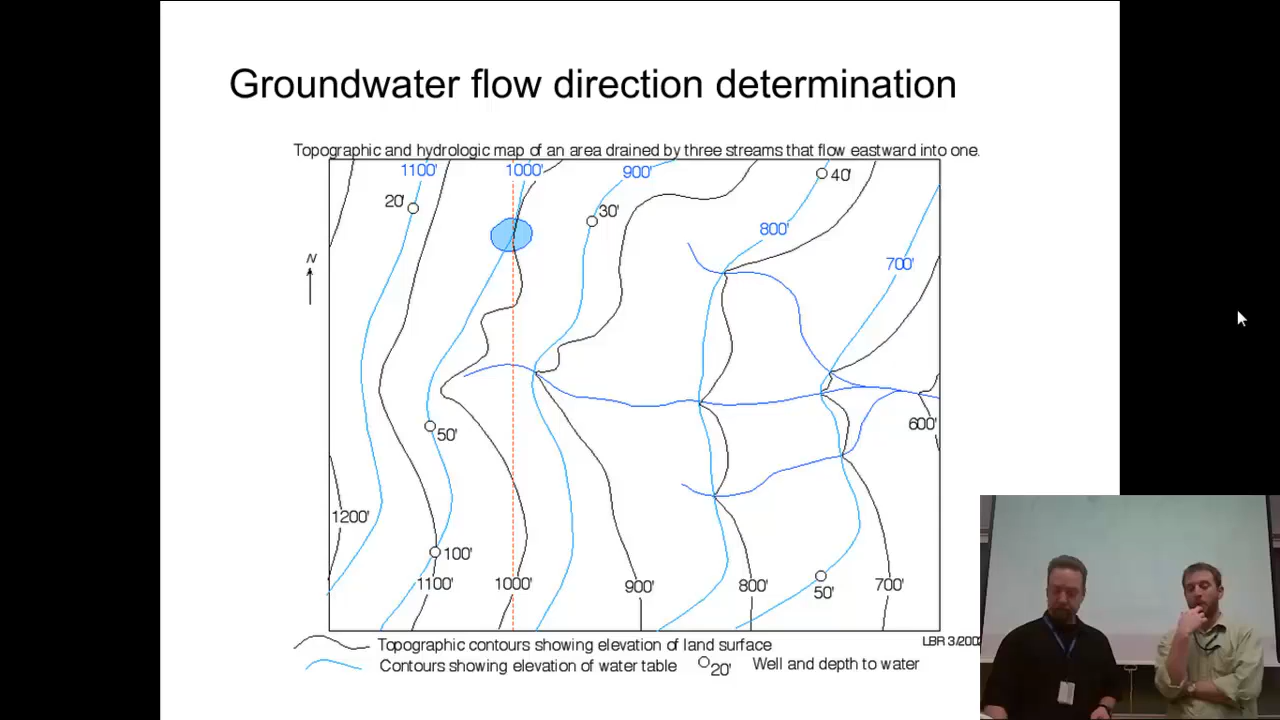 Groundwater flow direction determination
Topographic and hydrologic map of an area drained by three streams that flow eastward into one.
1100' 1000' 900' 40'
20' 30'
800'
700'
N
50' 600'
1200'
100'
1100' 1000' 900' 800' 50' 700'
Topographic contours showing elevation of land surface LBR
Contours showing elevation of water table 20' Well and depth to water